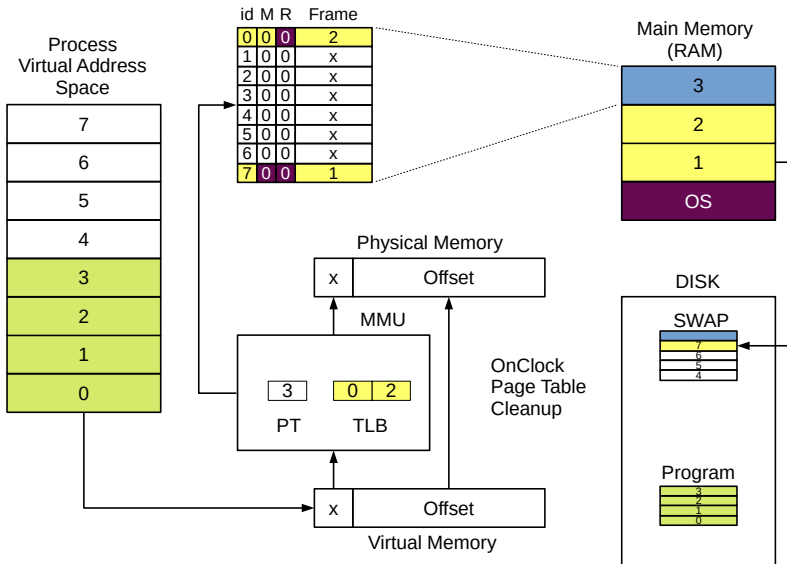 id M R Frame
0 0 0 2
1 0 0 x
2 0 0 x
3 0 0 x
4 0 0 x
5 0 0 x
6 0 0 x
7 0 0 1
Process
Virtual Address
Space
7
6
5
4
3
2
1
0
Main Memory
(RAM)
3
2
1
OS
Physical Memory
x Offset
MMU
3 0 2
PT TLB
OnClock
Page Table
Cleanup
x Offset
Virtual Memory
DISK
SWAP
7
6
5
4
Program
3
2
1
0